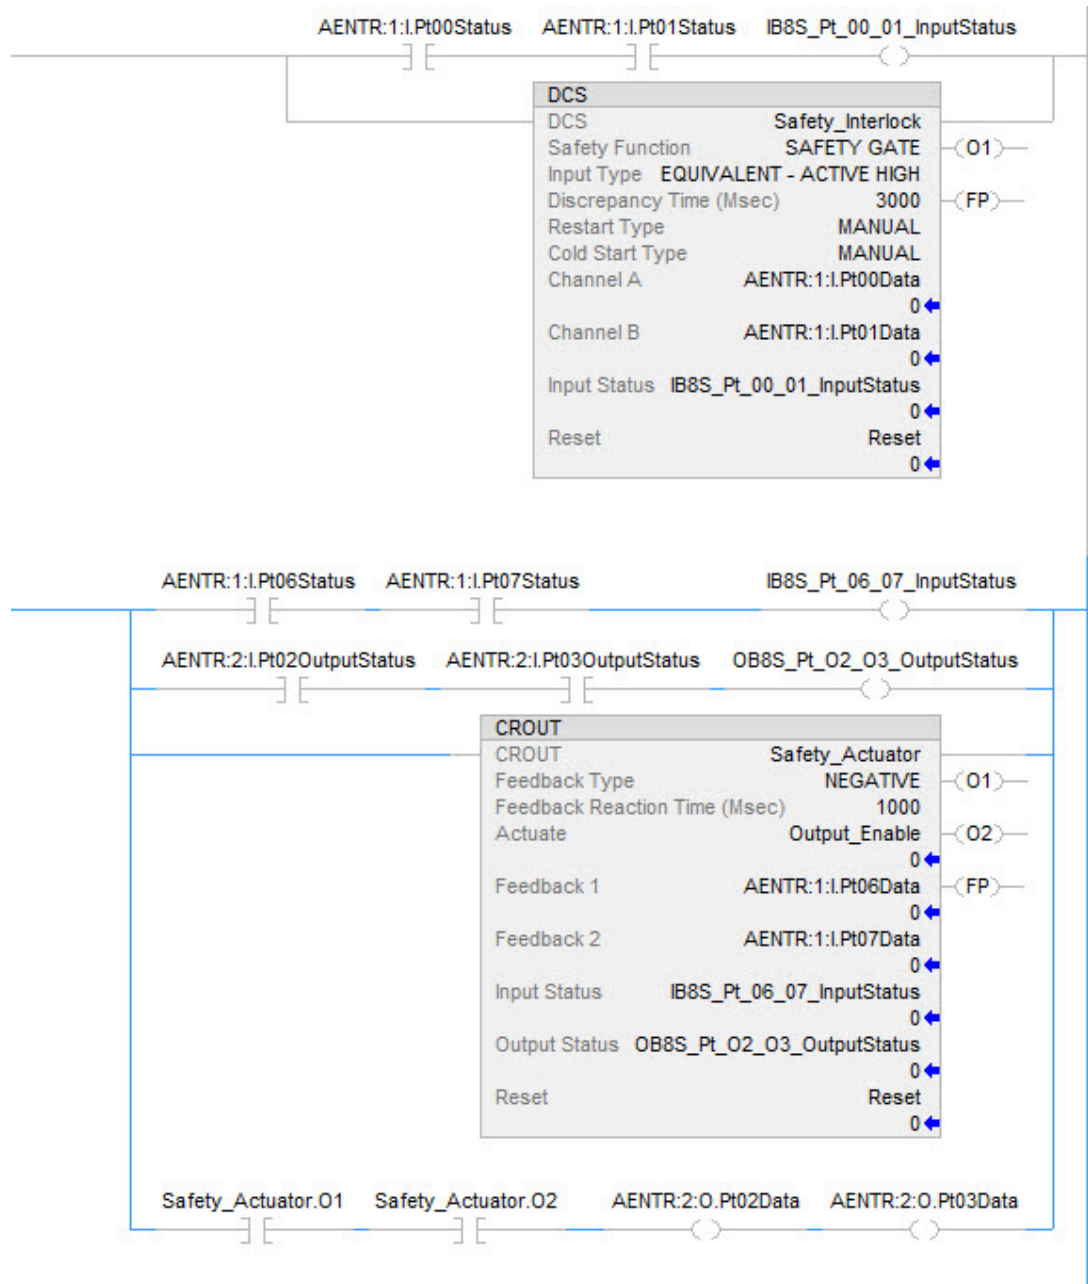 AENTR:1:I.Pt00Status AENTR:1:I.Pt01Status IB8S_Pt_00_01_InputStatus
DCS
DCS Safety_Interlock
Safety Function SAFETY GATE (O1)
Input Type EQUIVALENT - ACTIVE HIGH
Discrepancy Time (Msec) 3000 (FP)
Restart Type MANUAL
Cold Start Type MANUAL
Channel A AENTR:1:I.Pt00Data
0
Channel B AENTR:1:I.Pt01Data
0
Input Status IB8S_Pt_00_01_InputStatus
0
Reset Reset
0
AENTR:1:I.Pt06Status AENTR:1:I.Pt07Status IB8S_Pt_06_07_InputStatus
AENTR:2:I.Pt02OutputStatus AENTR:2:I.Pt03OutputStatus OB8S_Pt_O2_O3_OutputStatus
CROUT
CROUT Safety_Actuator
Feedback Type NEGATIVE (O1)
Feedback Reaction Time (Msec) 1000
Actuate Output_Enable (O2)
0
Feedback 1 AENTR:1:I.Pt06Data (FP)
0
Feedback 2 AENTR:1:I.Pt07Data
0
Input Status IB8S_Pt_06_07_InputStatus
0
Output Status OB8S_Pt_O2_O3_OutputStatus
0
Reset Reset
0
Safety_Actuator.O1 Safety_Actuator.O2 AENTR:2:O.Pt02Data AENTR:2:O.Pt03Data